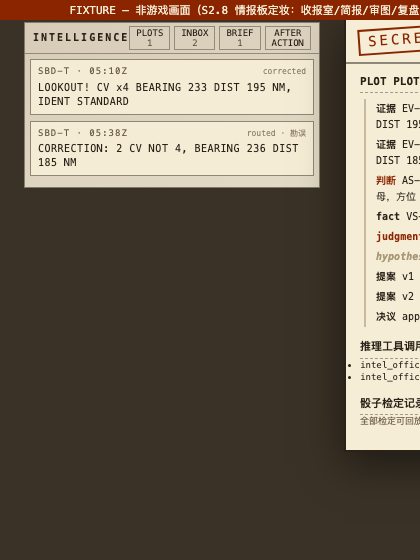 FIXTURE — 非游戏画面（S2.8 情报板定妆：收报室/简报/审图/复盘
INTELLIGENCE
PLOTS
1
INBOX
2
BRIEF
1
AFTER
ACTION
SBD-T · 05:10Z
corrected
LOOKOUT! CV x4 BEARING 233 DIST 195 NM,
IDENT STANDARD
SBD-T · 05:38Z
routed · 勘误
CORRECTION: 2 CV NOT 4, BEARING 236 DIST
185 NM
SECRE
PLOT PLOT
证据 EV-
DIST 195
证据 EV-
DIST 185
判断 AS-
母，方位
fact VS-
judgment
hypothes
提案 v1
提案 v2
决议 app
推理工具调用
• intel_offic
• intel_offic
骰子检定记录
全部检定可回放